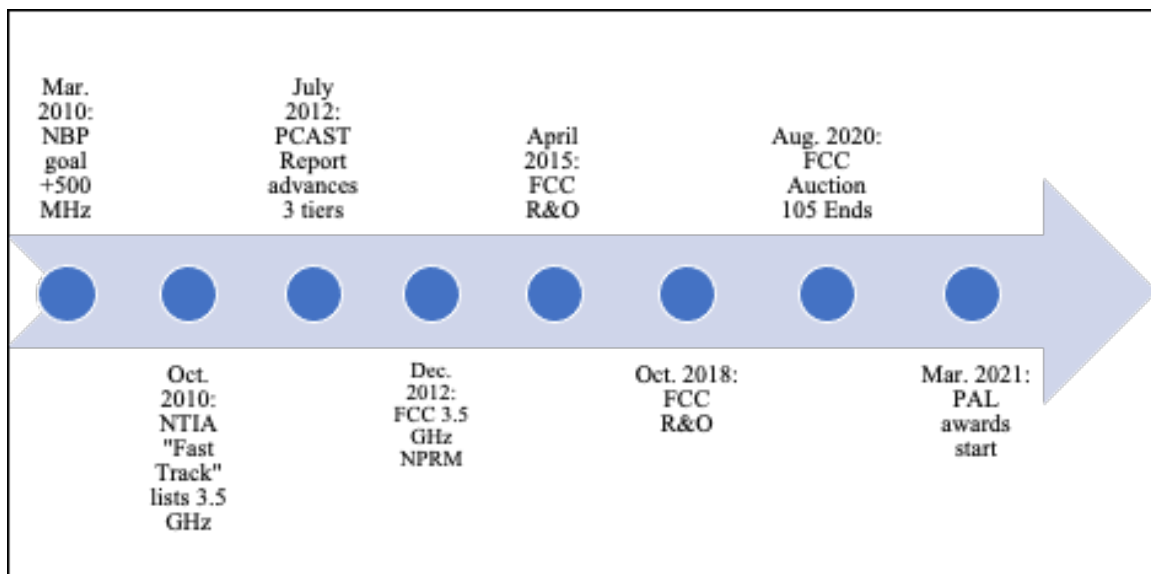 Mar.
2010:
NBP
goal
+500
MHz
Oct.
2010:
NTIA
"Fast
Track"
lists 3.5
GHz
July
2012:
PCAST
Report
advances
3 tiers
Dec.
2012:
FCC 3.5
GHz
NPRM
April
2015:
FCC
R&O
Oct. 2018:
FCC
R&O
Aug. 2020:
FCC
Auction
105 Ends
Mar. 2021:
PAL
awards
start